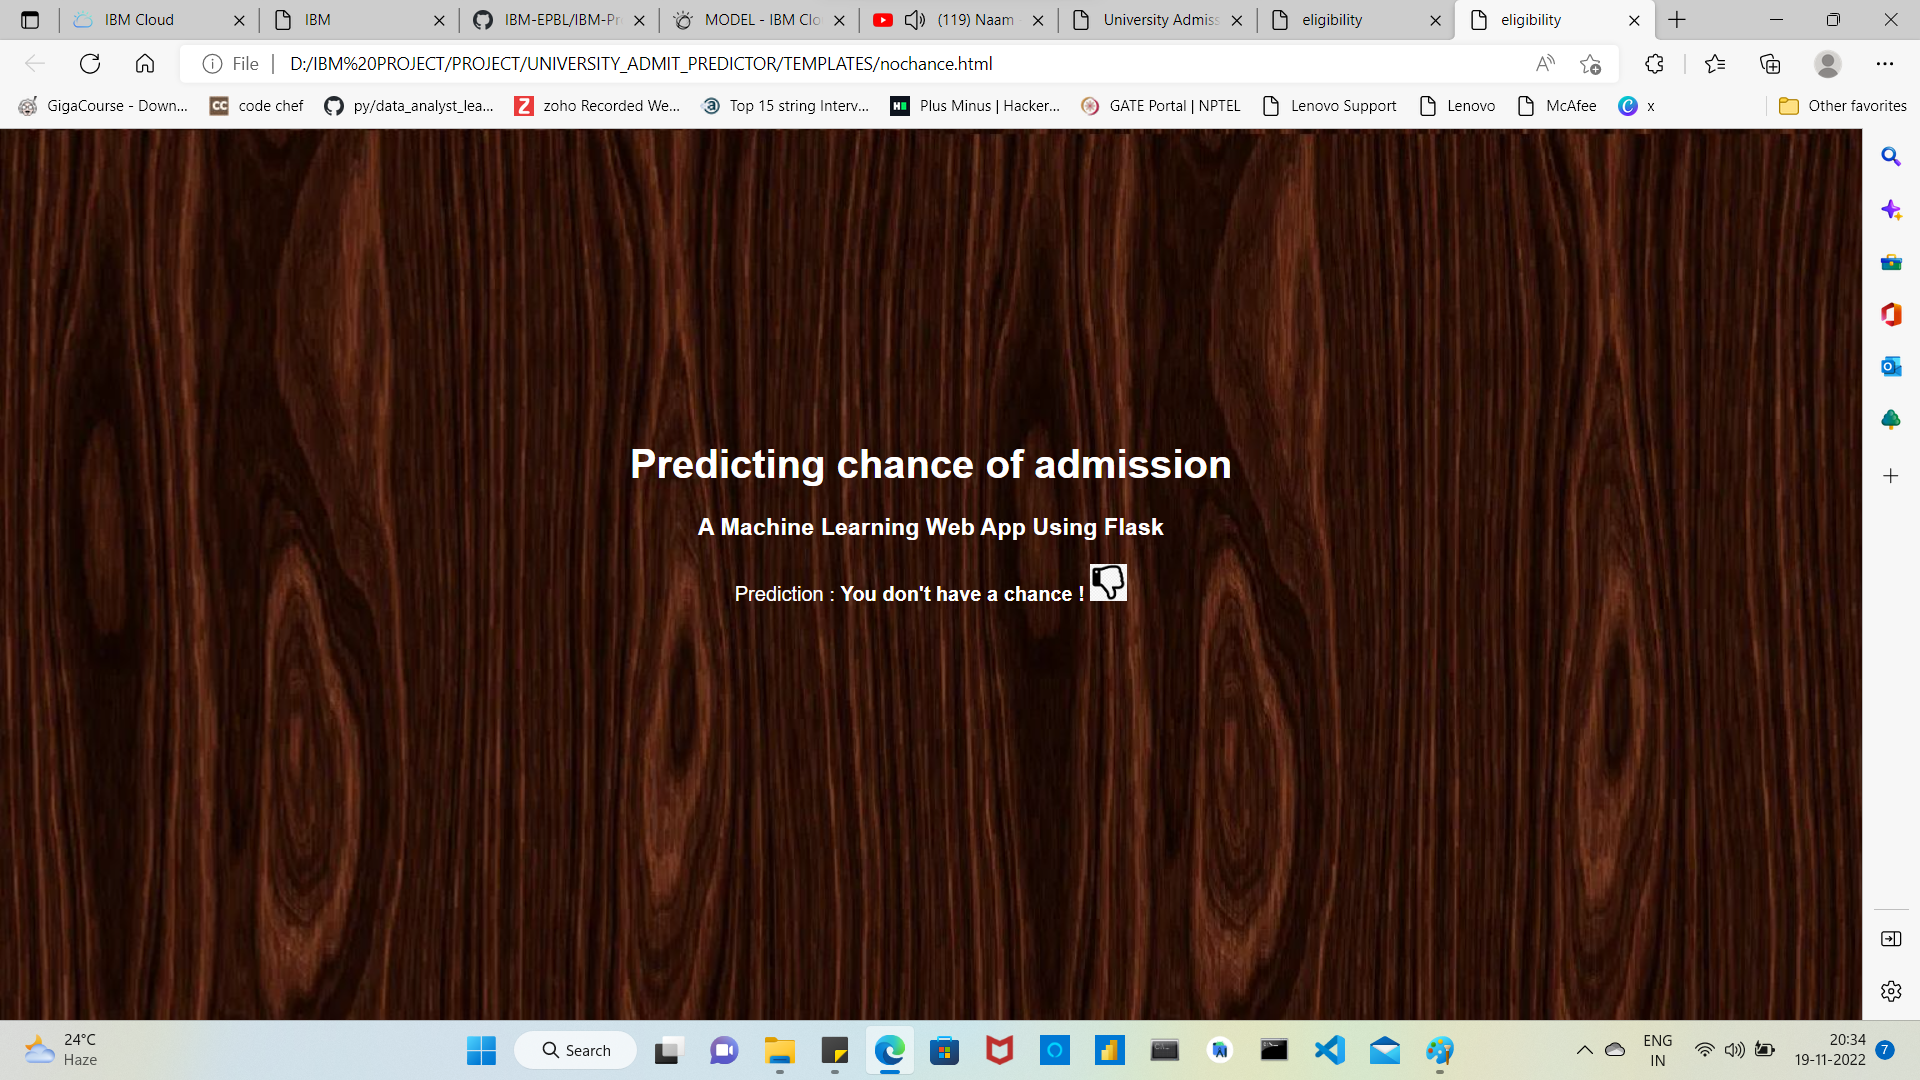 IBM Cloud
IBM
IBM-EPBL/IBM-Pr
MODEL - IBM Clo
(119) Naam
University Admiss
eligibility
eligibility
File
D:/IBM%20PROJECT/PROJECT/UNIVERSITY_ADMIT_PREDICTOR/TEMPLATES/nochance.html
GigaCourse - Down...
code chef
py/data_analyst_lea...
zoho Recorded We...
Top 15 string Interv...
Plus Minus | Hacker...
GATE Portal | NPTEL
Lenovo Support
Lenovo
McAfee
x
Other favorites
Predicting chance of admission
A Machine Learning Web App Using Flask
Prediction : You don't have a chance !
24°C
Haze
Search
ENG
IN
20:34
19-11-2022
7